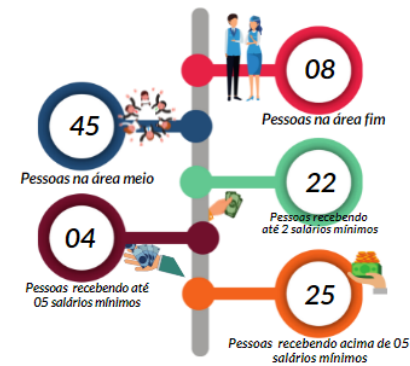 08
Pessoas na área fim
45
Pessoas na área meio
22
Pessoas recebendo
até 2 salários mínimos
04
Pessoas recebendo até
05 salários mínimos
25
Pessoas recebendo acima de 05
salários mínimos